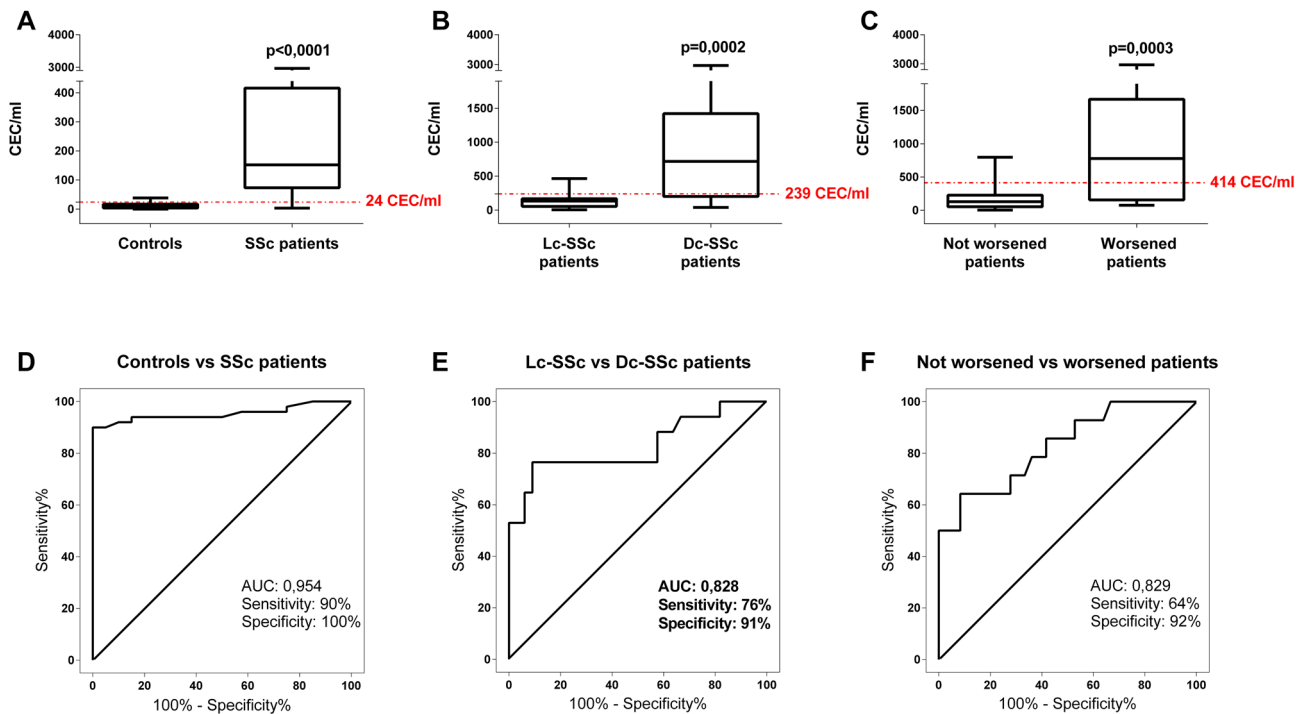 A
4000
3000
400
300
200
100
0
CEC/ml
p<0,0001
24 CEC/ml
Controls
SSc patients
B
4000
3000
1500
1000
500
0
CEC/ml
p=0,0002
239 CEC/ml
Lc-SSc
patients
Dc-SSc
patients
C
4000
3000
1500
1000
500
0
CEC/ml
p=0,0003
414 CEC/ml
Not worsened
patients
Worsened
patients
D
Controls vs SSc patients
100
80
60
40
20
0
Sensitivity%
AUC: 0,954
Sensitivity: 90%
Specificity: 100%
0 20 40 60 80 100
100% - Specificity%
E
Lc-SSc vs Dc-SSc patients
100
80
60
40
20
0
Sensitivity%
AUC: 0,828
Sensitivity: 76%
Specificity: 91%
0 20 40 60 80 100
100% - Specificity%
F
Not worsened vs worsened patients
100
80
60
40
20
0
Sensitivity%
AUC: 0,829
Sensitivity: 64%
Specificity: 92%
0 20 40 60 80 100
100% - Specificity%